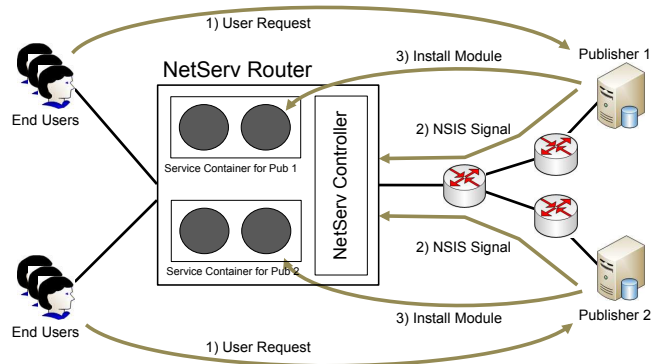 1) User Request
Publisher 1
3) Install Module
NetServ Router
End Users
2) NSIS Signal
Service Container for Pub 1
NetServ Controller
2) NSIS Signal
Service Container for Pub 2
End Users
3) Install Module
Publisher 2
1) User Request